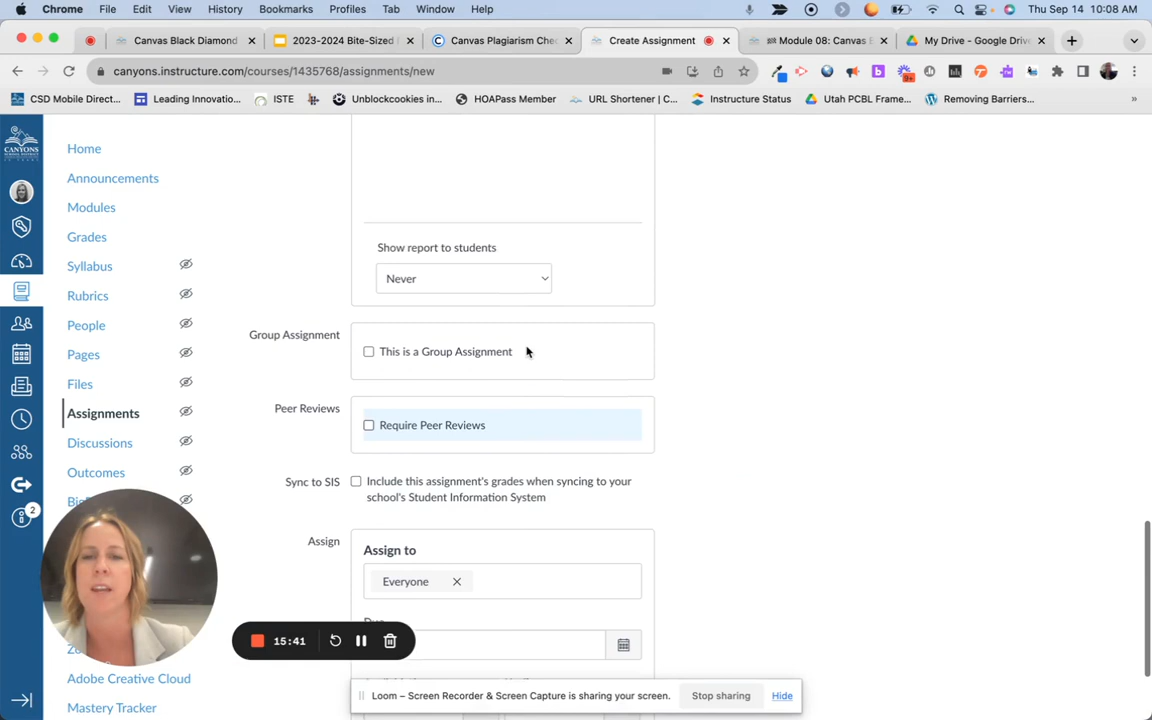 Chrome File Edit View History Bookmarks Profiles Tab Window Help Thu Sep 14 10:08 AM
Canvas Black Diamond 2023-2024 Bite-Sized Canvas Plagiarism Chec Create Assignment Module 08: Canvas My Drive - Google Drive
canyons.instructure.com/courses/1435768/assignments/new
CSD Mobile Direct... Leading Innovatio... ISTE Unblockcookies in... HOAPass Member URL Shortener | C... Instructure Status Utah PCBL Frame... Removing Barriers... »
Home
Announcements
Modules
Grades
Syllabus
Rubrics
People
Pages
Files
Assignments
Discussions
Outcomes
Adobe Creative Cloud
Mastery Tracker
2
Show report to students
Never
Group Assignment
This is a Group Assignment
Peer Reviews
Require Peer Reviews
Sync to SIS
Include this assignment's grades when syncing to your
school's Student Information System
Assign
Assign to
Everyone
Due
15:41
Loom – Screen Recorder & Screen Capture is sharing your screen. Stop sharing Hide